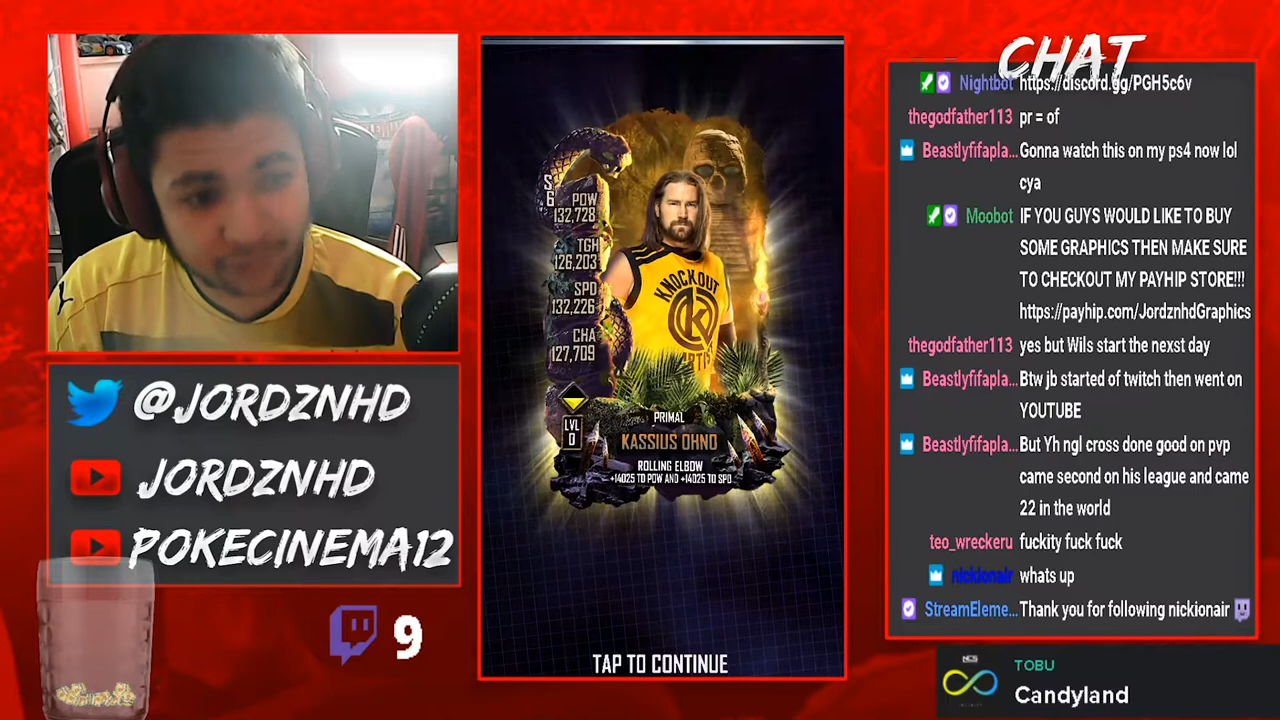 @JORDZNHD
JORDZNHD
POKECINEMA12
9
S
6
POW
132,728
TGH
126,203
SPD
132,226
CHA
127,709
LVL
0
KNOCKOUT
K
ARTIST
PRIMAL
KASSIUS OHNO
ROLLING ELBOW
+14025 TO POW AND +14025 TO SPD
TAP TO CONTINUE
CHAT
Nightbot https://discord.gg/PGH5c6v
thegodfather113 pr = of
Beastlyfifapla... Gonna watch this on my ps4 now lol
cya
Moobot IF YOU GUYS WOULD LIKE TO BUY
SOME GRAPHICS THEN MAKE SURE
TO CHECKOUT MY PAYHIP STORE!!!
https://payhip.com/JordznhdGraphics
thegodfather113 yes but Wils start the nexst day
Beastlyfifapla... Btw jb started of twitch then went on
YOUTUBE
Beastlyfifapla... But Yh ngl cross done good on pvp
came second on his league and came
22 in the world
teo_wreckeru fuckity fuck fuck
nickionair whats up
StreamEleme... Thank you for following nickionair
NCS
TOBU
Candyland